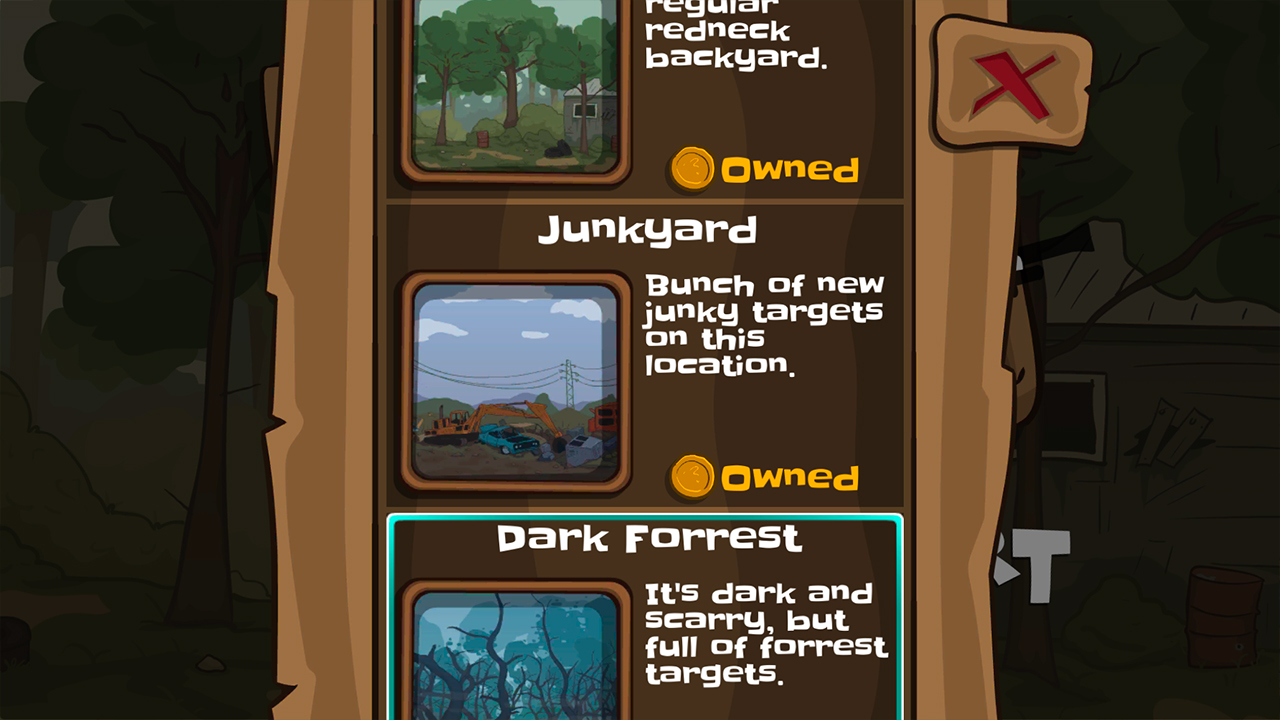 regular
redneck
backyard.
Owned
Junkyard
Bunch of new
junky targets
on this
location.
Owned
Dark Forrest
It's dark and
scarry, but
full of forrest
targets.